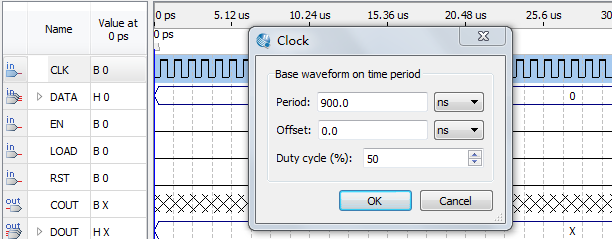 Name
Value at
0 ps
0 ps
5.12 us
10.24 us
15.36 us
20.48 us
25.6 us
30
0 ps
in
CLK
B 0
in
DATA
H 0
0
in
EN
B 0
in
LOAD
B 0
in
RST
B 0
out
COUT
B X
out
DOUT
H X
X
Clock
Base waveform on time period
Period:
900.0
ns
Offset:
0.0
ns
Duty cycle (%):
50
OK
Cancel